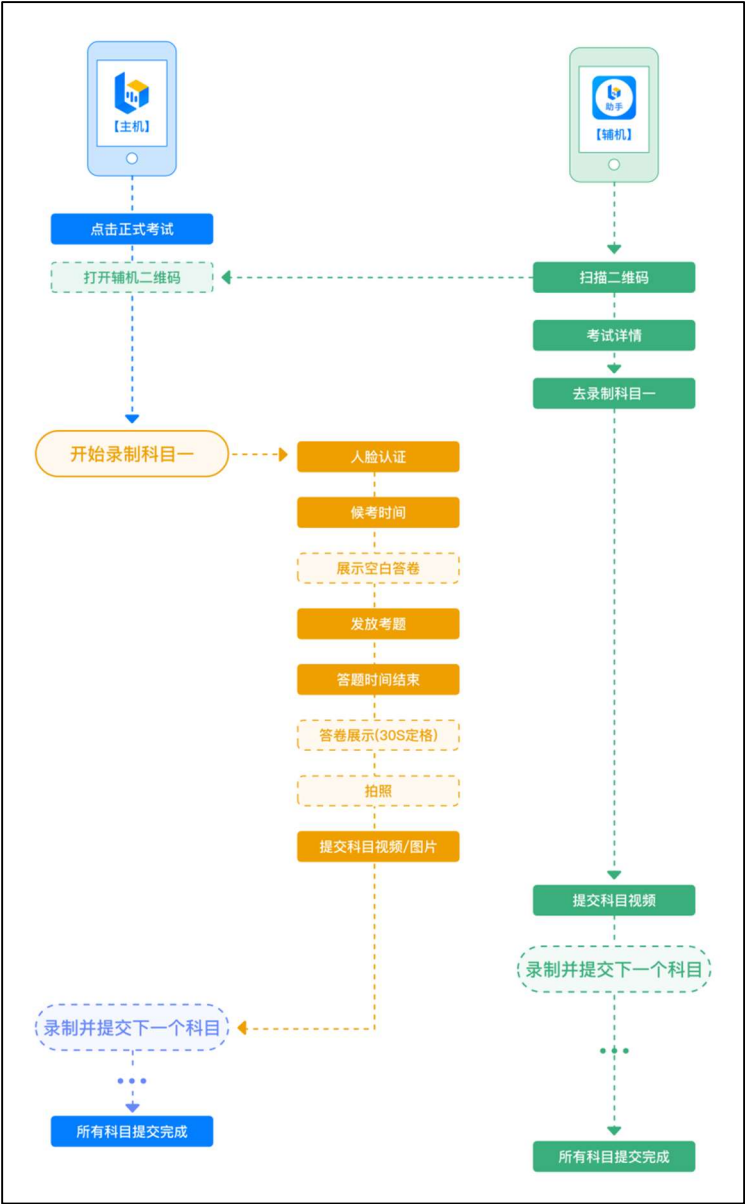 【主机】
助手
【辅机】
点击正式考试
打开辅机二维码
扫描二维码
考试详情
去录制科目一
开始录制科目一
人脸认证
候考时间
展示空白答卷
发放考题
答题时间结束
答卷展示(30S定格)
拍照
提交科目视频/图片
提交科目视频
录制并提交下一个科目
录制并提交下一个科目
所有科目提交完成
所有科目提交完成